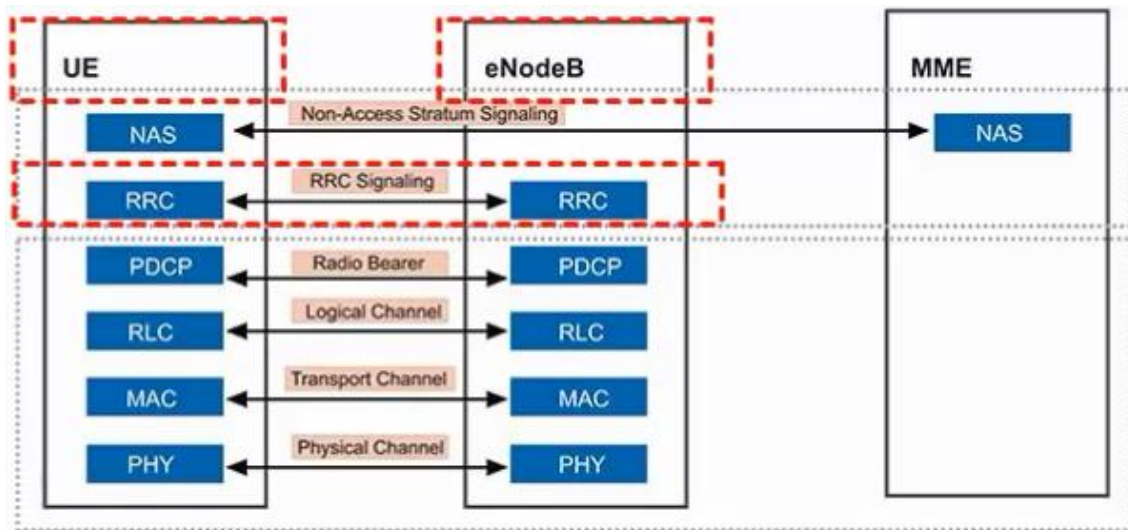 UE
eNodeB
MME
Non-Access Stratum Signaling
NAS
NAS
RRC Signaling
RRC
RRC
PDCP
Radio Bearer
PDCP
Logical Channel
RLC
RLC
Transport Channel
MAC
MAC
Physical Channel
PHY
PHY